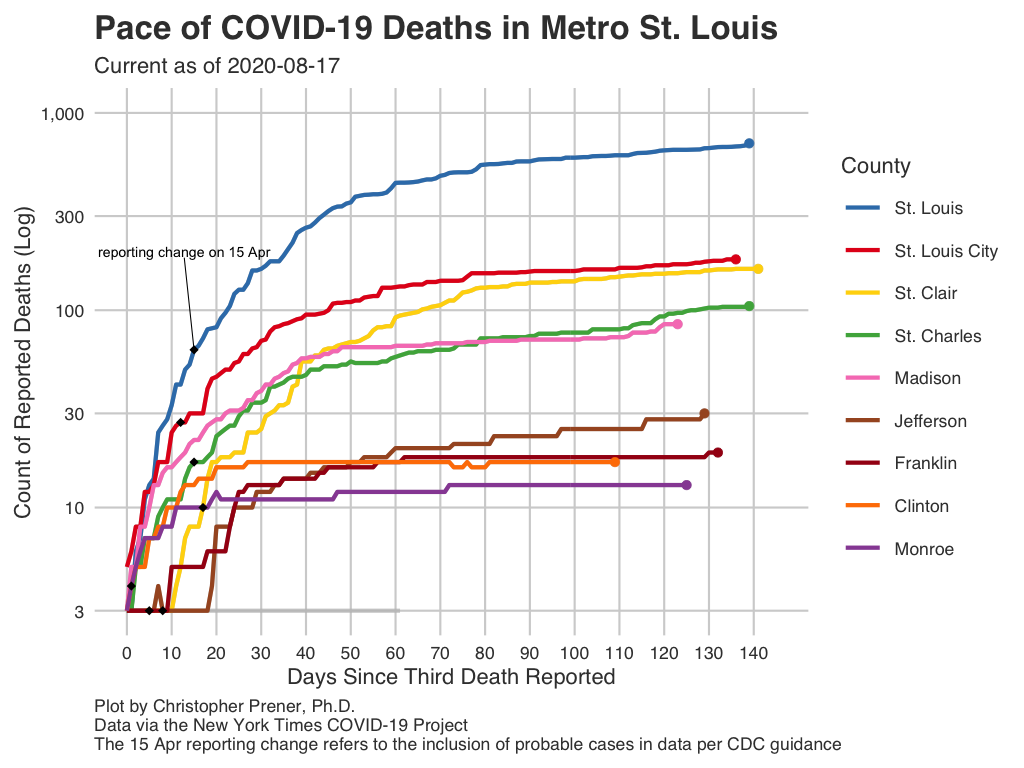 Pace of COVID-19 Deaths in Metro St. Louis
Current as of 2020-08-17
Count of Reported Deaths (Log)
1,000
300
100
30
10
3
reporting change on 15 Apr
0 10 20 30 40 50 60 70 80 90 100 110 120 130 140
Days Since Third Death Reported
County
St. Louis
St. Louis City
St. Clair
St. Charles
Madison
Jefferson
Franklin
Clinton
Monroe
Plot by Christopher Prener, Ph.D.
Data via the New York Times COVID-19 Project
The 15 Apr reporting change refers to the inclusion of probable cases in data per CDC guidance